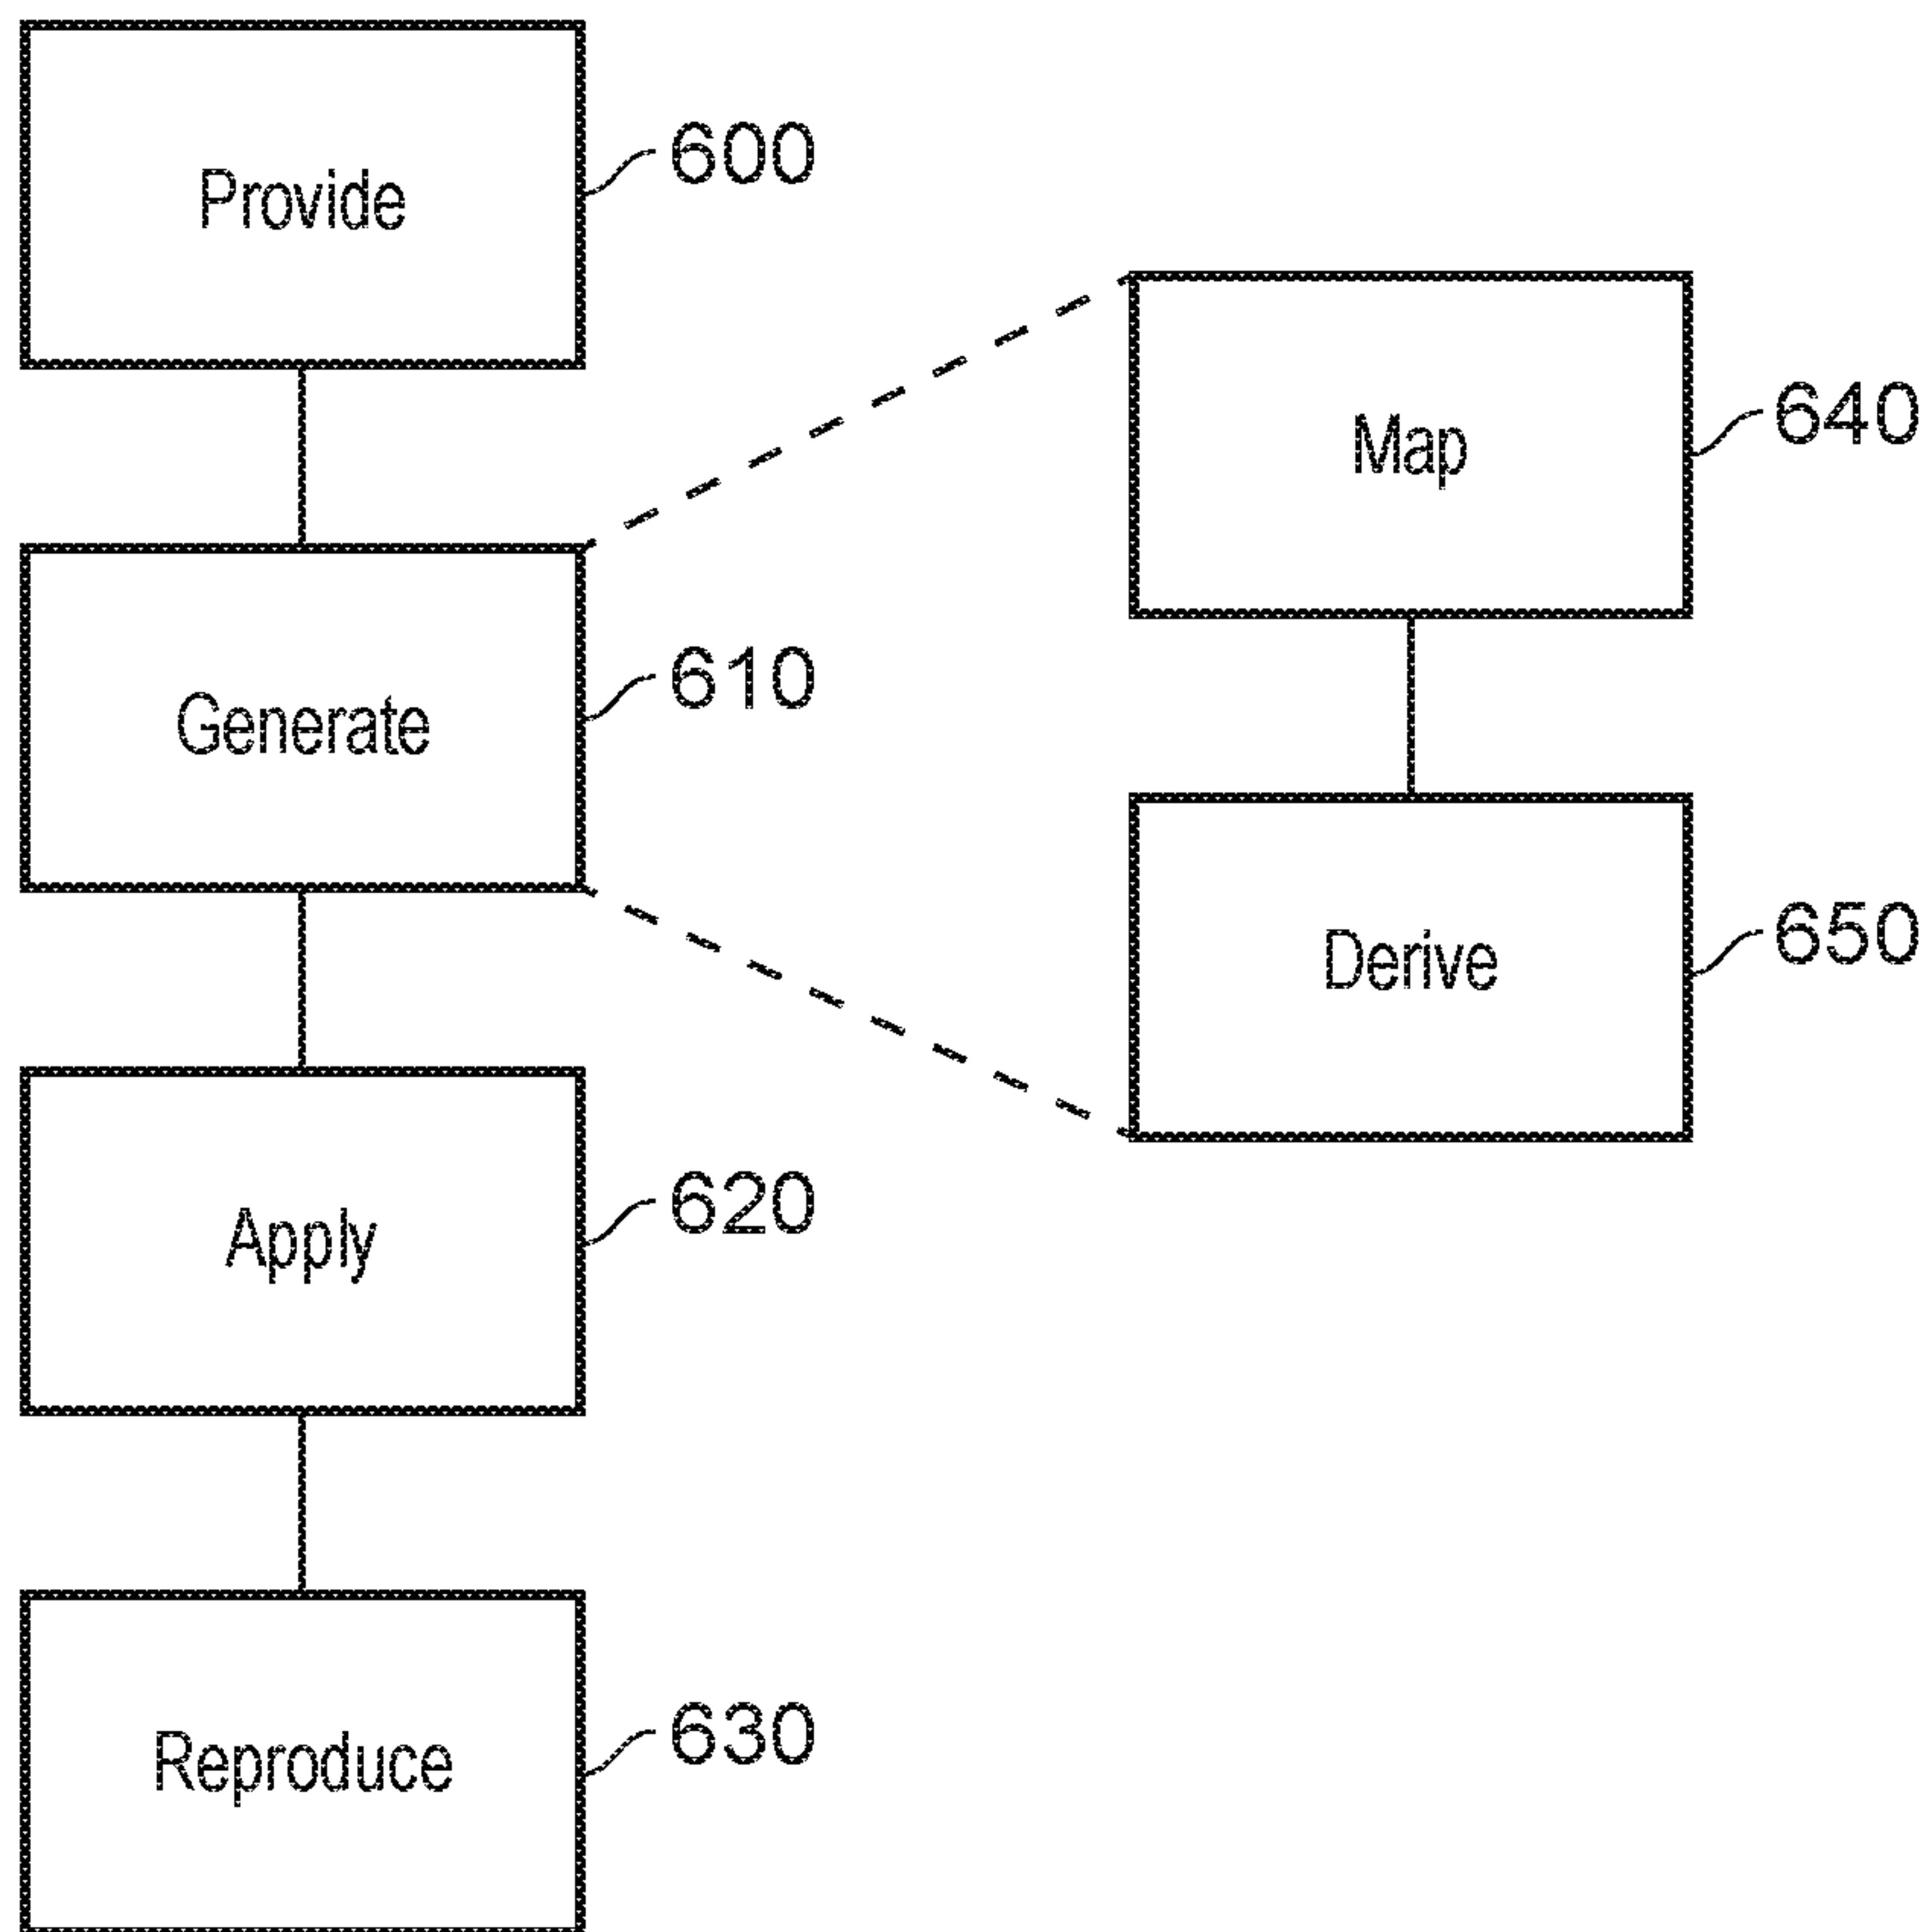 Provide
600
Generate
610
Apply
620
Reproduce
630
Map
640
Derive
650